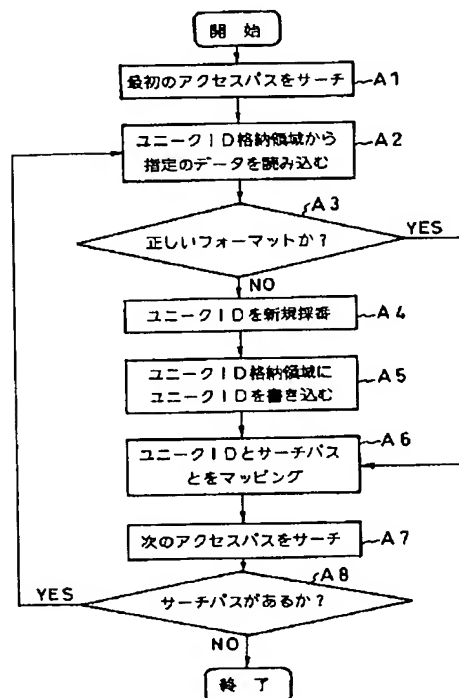 開始
最初のアクセスパスをサーチ
A1
ユニークID格納領域から
指定のデータを読み込む
A2
A3
正しいフォーマットか?
YES
NO
ユニークIDを新規採番
A4
ユニークID格納領域に
ユニークIDを書き込む
A5
A6
ユニークIDとサーチパス
とをマッピング
次のアクセスパスをサーチ
A7
A8
YES
サーチパスがあるか?
NO
終了